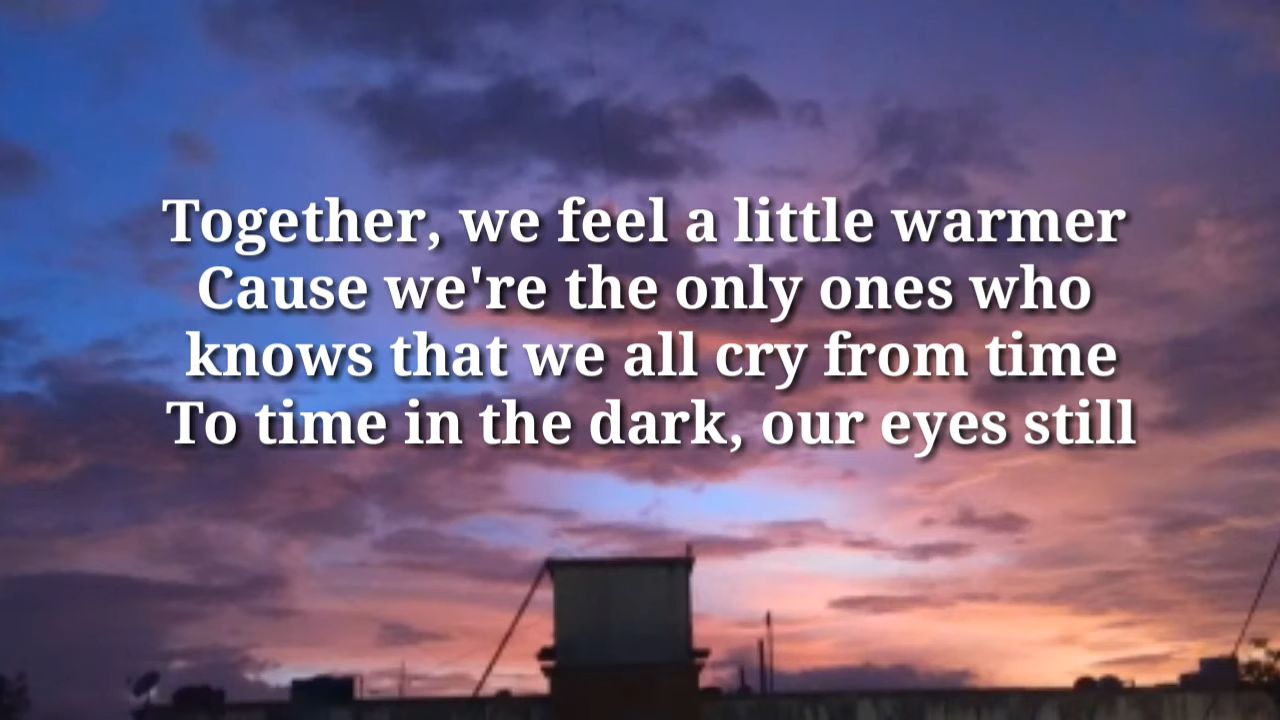 Together, we feel a little warmer
Cause we're the only ones who
knows that we all cry from time
To time in the dark, our eyes still